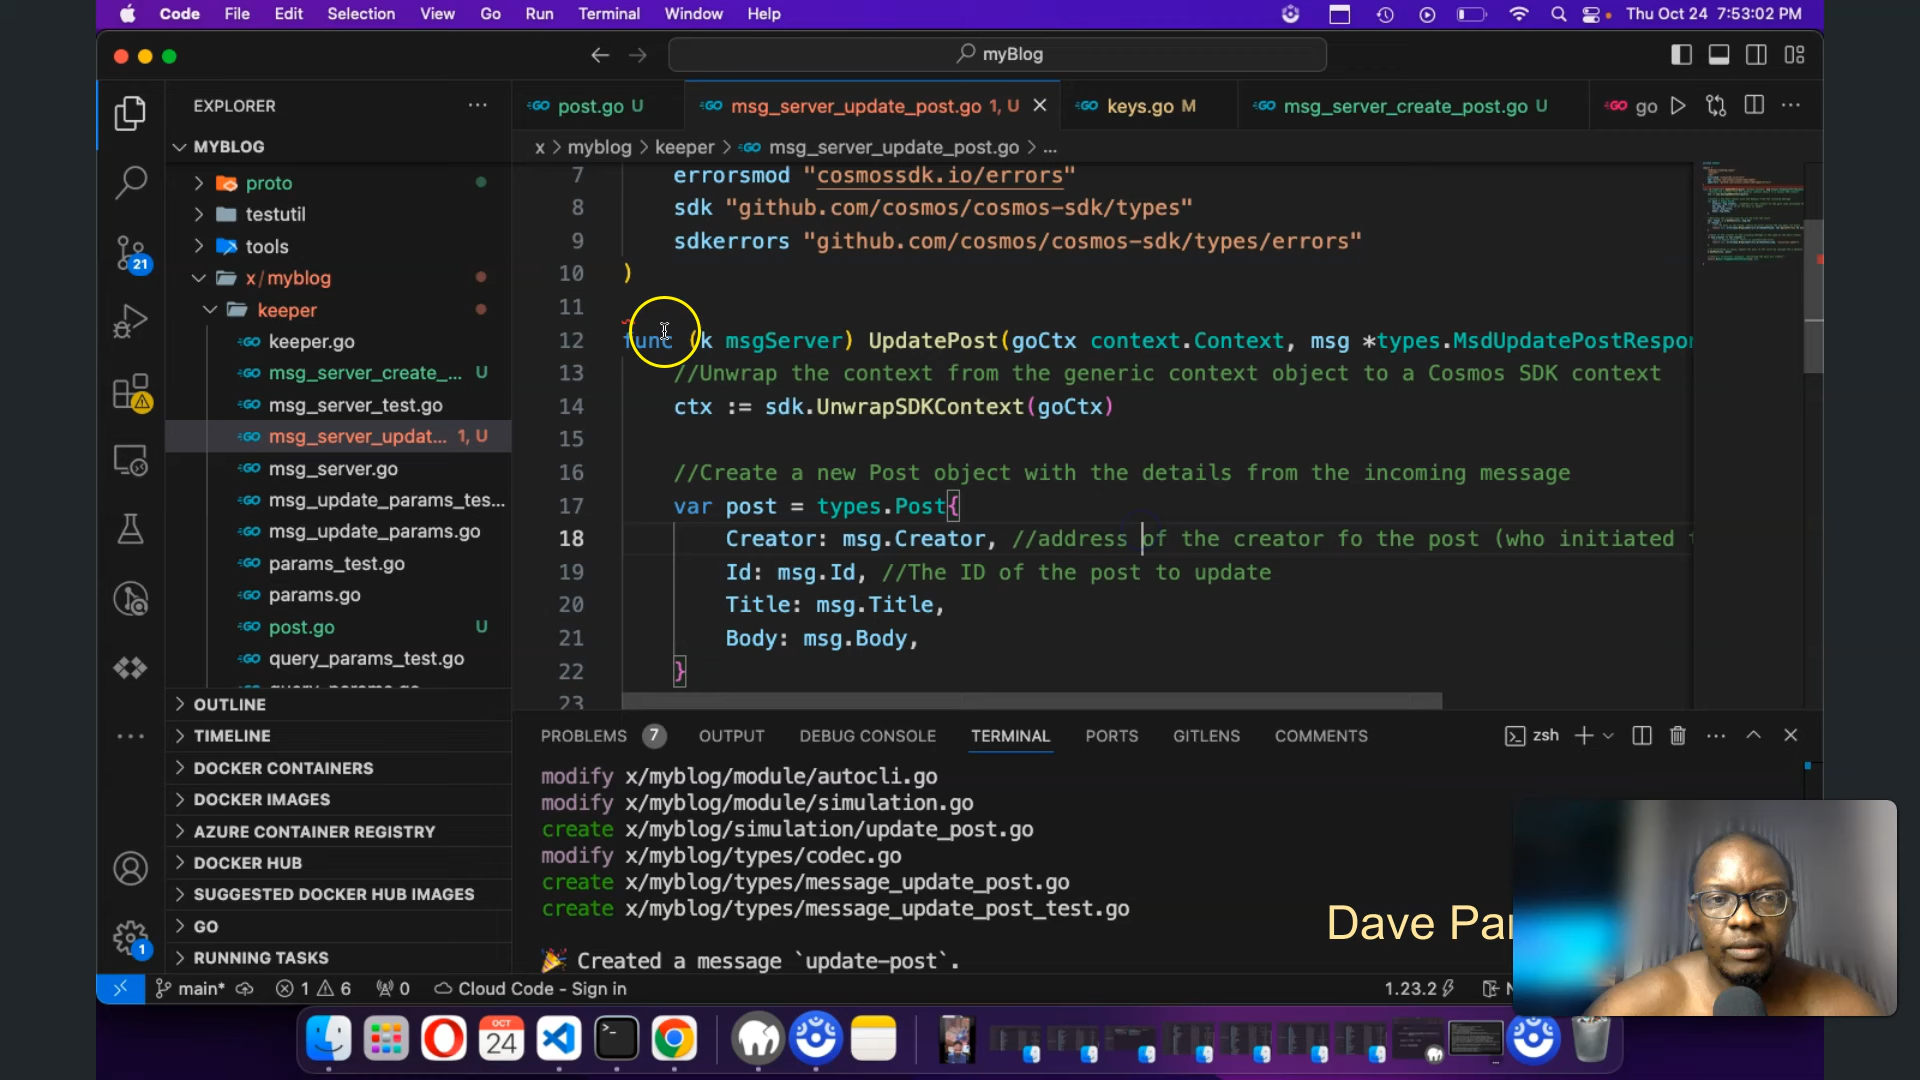 Code File Edit Selection View Go Run Terminal Window Help Thu Oct 24 7:53:02 PM
myBlog
EXPLORER
post.go U msg_server_update_post.go 1, U keys.go M msg_server_create_post.go U go
MYBLOG
x > myblog > keeper > msg_server_update_post.go > ...
proto
testutil
tools
x / myblog
keeper
keeper.go
msg_server_create_... U
msg_server_test.go
msg_server_updat... 1, U
msg_server.go
msg_update_params_tes...
msg_update_params.go
params_test.go
params.go
post.go U
query_params_test.go
OUTLINE
TIMELINE
DOCKER CONTAINERS
DOCKER IMAGES
AZURE CONTAINER REGISTRY
DOCKER HUB
SUGGESTED DOCKER HUB IMAGES
GO
RUNNING TASKS
21
1
7 errorsmod "cosmossdk.io/errors"
8 sdk "github.com/cosmos/cosmos-sdk/types"
9 sdkerrors "github.com/cosmos/cosmos-sdk/types/errors"
10 )
11
12 func (k msgServer) UpdatePost(goCtx context.Context, msg *types.MsdUpdatePostRespon
13 //Unwrap the context from the generic context object to a Cosmos SDK context
14 ctx := sdk.UnwrapSDKContext(goCtx)
15
16 //Create a new Post object with the details from the incoming message
17 var post = types.Post{
18 Creator: msg.Creator, //address of the creator fo the post (who initiated
19 Id: msg.Id, //The ID of the post to update
20 Title: msg.Title,
21 Body: msg.Body,
22 }
23
PROBLEMS 7 OUTPUT DEBUG CONSOLE TERMINAL PORTS GITLENS COMMENTS zsh
modify x/myblog/module/autocli.go
modify x/myblog/module/simulation.go
create x/myblog/simulation/update_post.go
modify x/myblog/types/codec.go
create x/myblog/types/message_update_post.go
create x/myblog/types/message_update_post_test.go
🎉 Created a message `update-post`.
Dave Par
main* 1 6 0 Cloud Code - Sign in 1.23.2
OCT
24